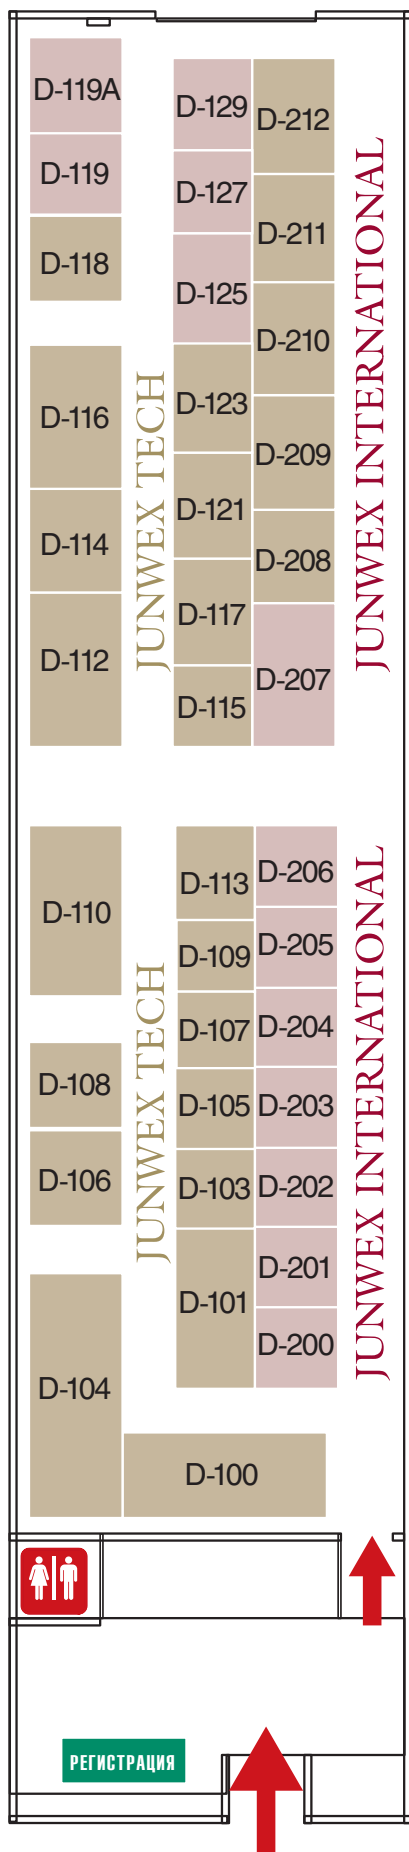 D-119A
D-119
D-118
D-116
D-114
D-112
JUNWEX TECH
D-129
D-127
D-125
D-123
D-121
D-117
D-115
D-212
D-211
D-210
D-209
D-208
D-207
JUNWEX INTERNATIONAL
D-110
D-108
D-106
D-104
JUNWEX TECH
D-113
D-109
D-107
D-105
D-103
D-101
D-206
D-205
D-204
D-203
D-202
D-201
D-200
JUNWEX INTERNATIONAL
D-100
РЕГИСТРАЦИЯ